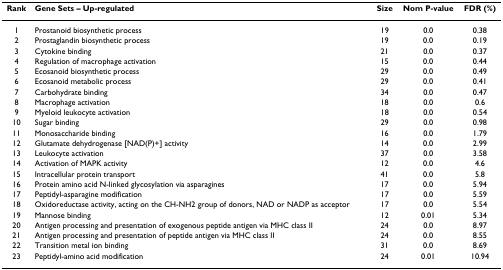 Rank Gene Sets – Up-regulated Size Nom P-value FDR (%)
1 Prostanoid biosynthetic process 19 0.0 0.38
2 Prostaglandin biosynthetic process 19 0.0 0.19
3 Cytokine binding 21 0.0 0.37
4 Regulation of macrophage activation 15 0.0 0.44
5 Ecosanoid biosynthetic process 29 0.0 0.49
6 Ecosanoid metabolic process 29 0.0 0.41
7 Carbohydrate binding 34 0.0 0.47
8 Macrophage activation 18 0.0 0.6
9 Myeloid leukocyte activation 18 0.0 0.54
10 Sugar binding 29 0.0 0.98
11 Monosaccharide binding 16 0.0 1.79
12 Glutamate dehydrogenase [NAD(P)+] activity 14 0.0 2.99
13 Leukocyte activation 37 0.0 3.58
14 Activation of MAPK activity 12 0.0 4.6
15 Intracellular protein transport 41 0.0 5.8
16 Protein amino acid N-linked glycosylation via asparagines 17 0.0 5.94
17 Peptidyl-asparagine modification 17 0.0 5.59
18 Oxidoreductase activity, acting on the CH-NH2 group of donors, NAD or NADP as acceptor 17 0.0 5.54
19 Mannose binding 12 0.01 5.34
20 Antigen processing and presentation of exogenous peptide antigen via MHC class II 24 0.0 8.97
21 Antigen processing and presentation of peptide antigen via MHC class II 24 0.0 8.55
22 Transition metal ion binding 31 0.0 8.69
23 Peptidyl-amino acid modification 24 0.01 10.94